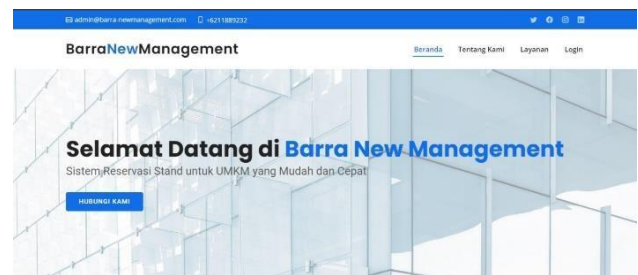 admin@barra-newmanagement.com +6211889232
BarraNewManagement
Beranda Tentang Kami Layanan Login
Selamat Datang di Barra New Management
Sistem Reservasi Stand untuk UMKM yang Mudah dan Cepat
HUBUNGI KAMI